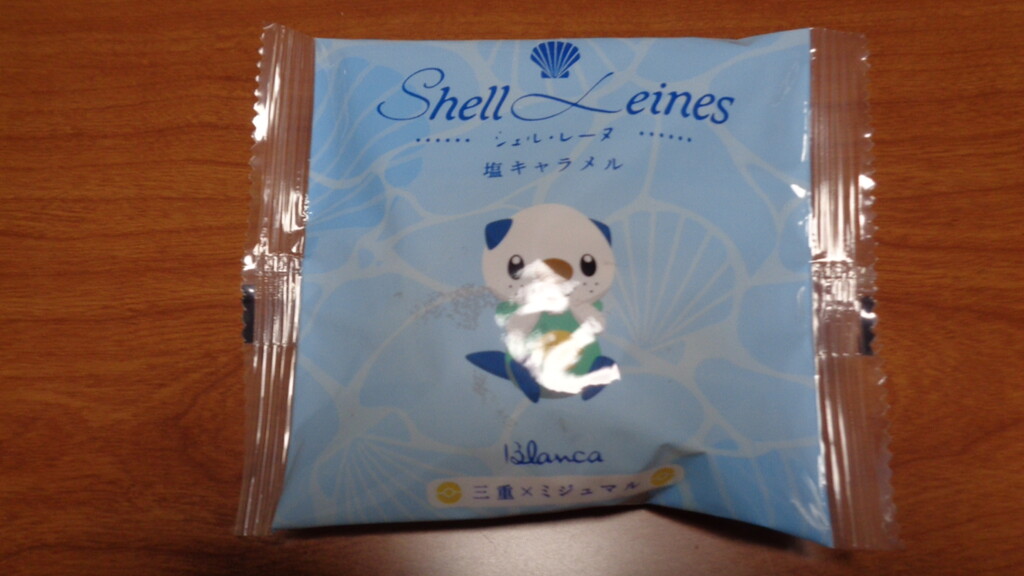 Shell Leines
シェル・レーヌ
塩キャラメル
Blanca
三重×ミジュマル